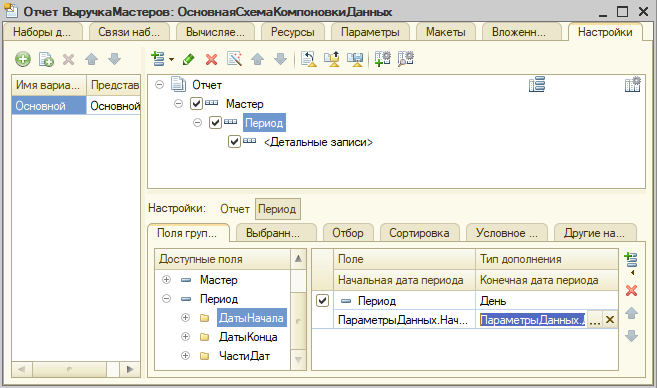 Отчет ВыручкаМастеров: ОсновнаяСхемаКомпоновкиДанных
Наборы д... Связи наб... Вычисляе... Ресурсы Параметры Макеты Вложенн... Настройки
Имя вариа... Представ
Основной Основной
Отчет
Мастер
Период
<Детальные записи>
Настройки: Отчет Период
Поля груп... Выбранн... Отбор Сортировка Условное ... Другие на...
Доступные поля
Мастер
Период
ДатыНачала
ДатыКонца
ЧастиДат
Поле Тип дополнения
Начальная дата периода Конечная дата периода
Период День
ПараметрыДанных.Нач... ПараметрыДанных. ...